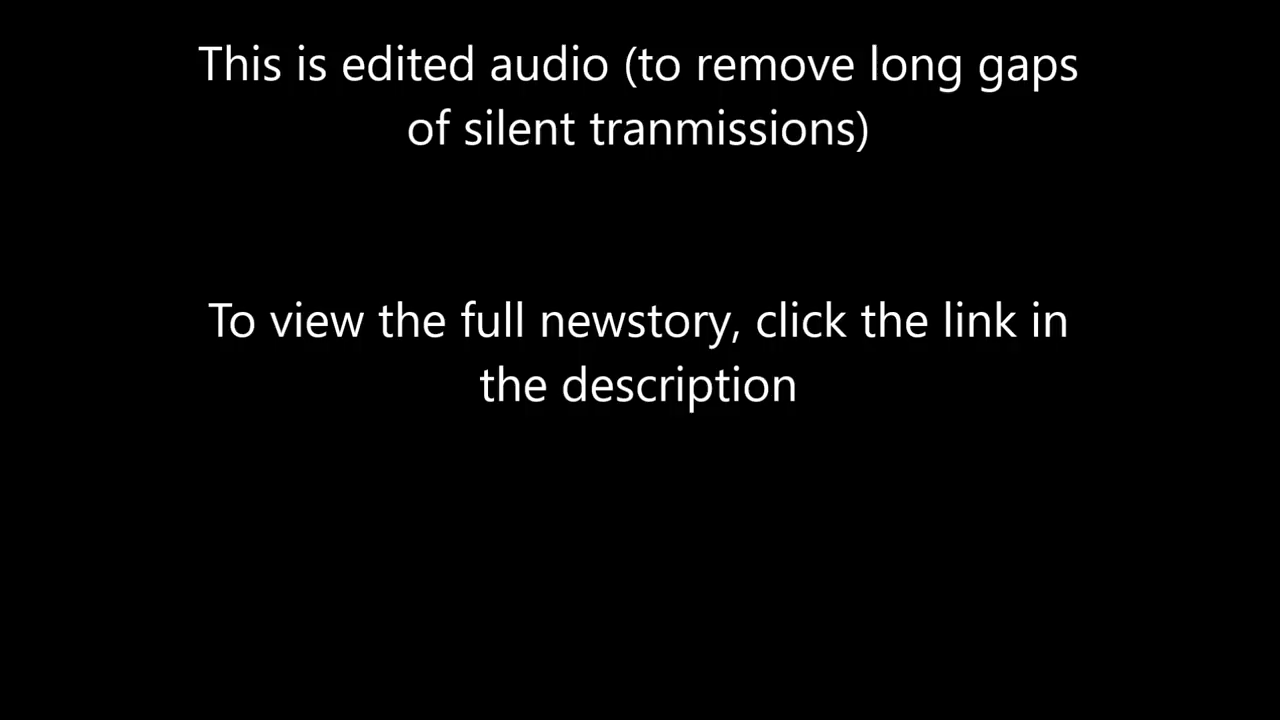 This is edited audio (to remove long gaps
of silent tranmissions)
To view the full newstory, click the link in
the description